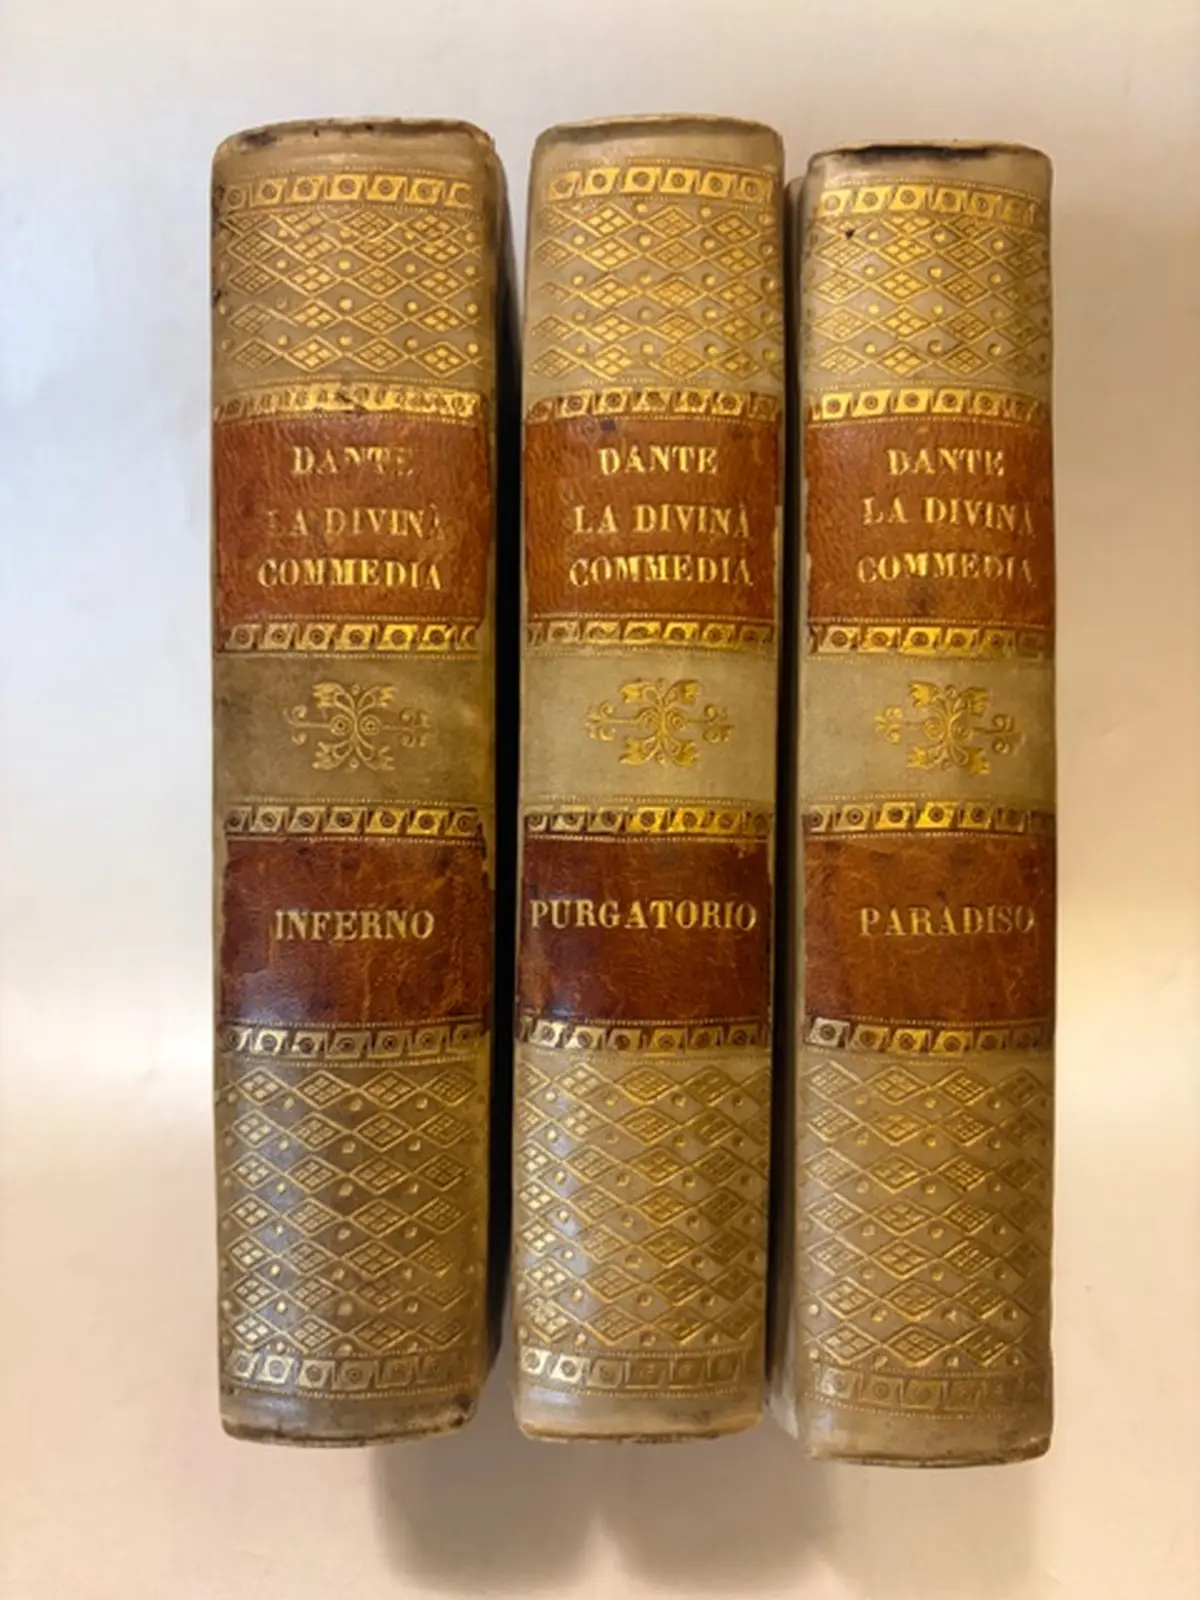 DANTE
LA DIVINA
COMMEDIA
INFERNO
DANTE
LA DIVINA
COMMEDIA
PURGATORIO
DANTE
LA DIVINA
COMMEDIA
PARADISO